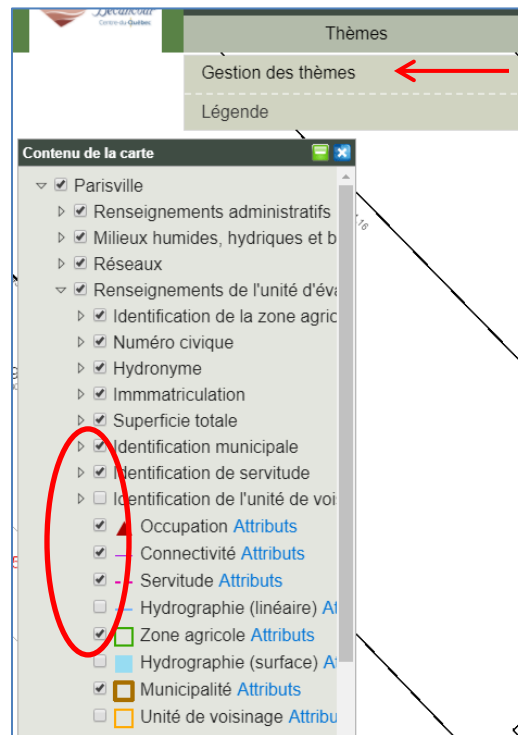 Bécancour
Centre-du-Québec
Thèmes
Gestion des thèmes
Légende
Contenu de la carte
Parisville
Renseignements administratifs
Milieux humides, hydriques et b
Réseaux
Renseignements de l'unité d'éva
Identification de la zone agric
Numéro civique
Hydronyme
Immmatriculation
Superficie totale
Identification municipale
Identification de servitude
Identification de l'unité de voi
Occupation Attributs
Connectivité Attributs
Servitude Attributs
Hydrographie (linéaire) At
Zone agricole Attributs
Hydrographie (surface) A
Municipalité Attributs
Unité de voisinage Attribu